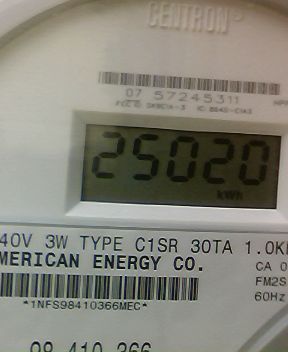 CENTRON
07 57245311
25020
kWh
40V 3W TYPE C1SR 30TA 1.0K
MERICAN ENERGY CO.
CA 0
FM2S
60Hz
*1NFS98410366MEC*
98 410 366